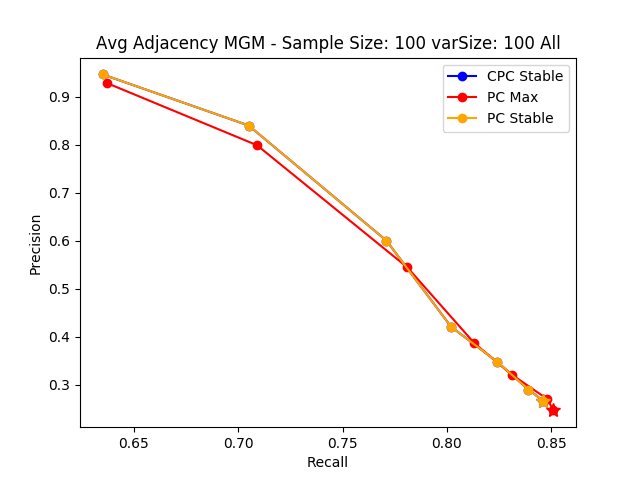 Avg Adjacency MGM - Sample Size: 100 varSize: 100 All
CPC Stable
PC Max
PC Stable
Precision
0.9
0.8
0.7
0.6
0.5
0.4
0.3
0.65 0.70 0.75 0.80 0.85
Recall